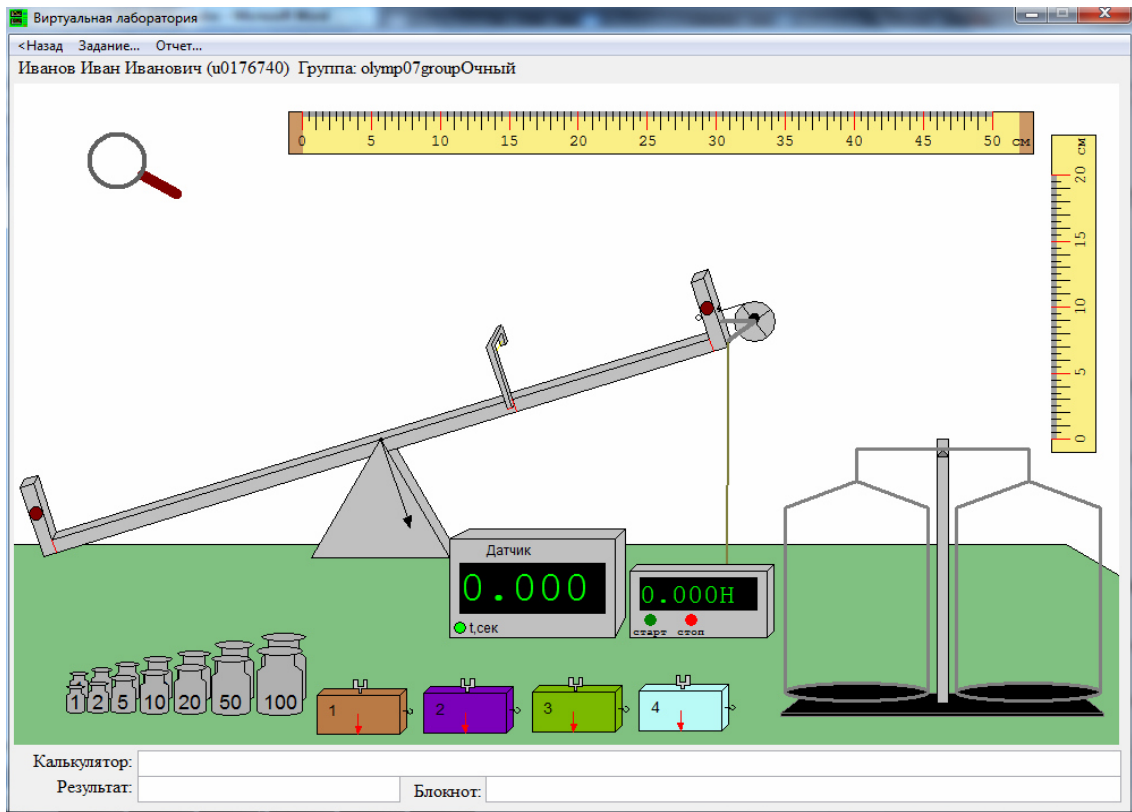 Виртуальная лаборатория
<Назад Задание... Отчет...
Иванов Иван Иванович (u0176740) Группа: olymp07groupОчный
0 5 10 15 20 25 30 35 40 45 50 см
0 5 10 15 20 см
Датчик
0.000
t,сек
0.000Н
старт стоп
1 2 5 10 20 50 100
1 2 3 4
Калькулятор:
Результат: Блокнот: